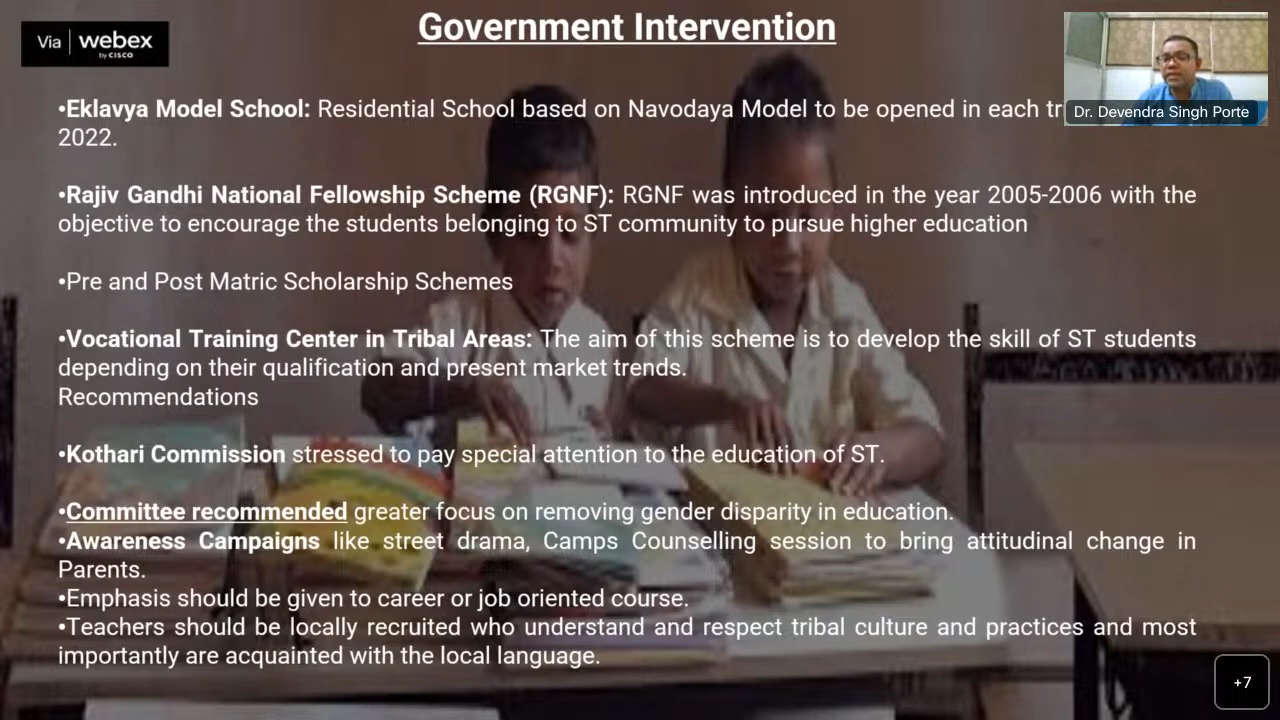 Government Intervention
Via | webex
by CISCO
•Eklavya Model School: Residential School based on Navodaya Model to be opened in each
2022.
Dr. Devendra Singh Porte
•Rajiv Gandhi National Fellowship Scheme (RGNF): RGNF was introduced in the year 2005-2006 with the
objective to encourage the students belonging to ST community to pursue higher education
•Pre and Post Matric Scholarship Schemes
•Vocational Training Center in Tribal Areas: The aim of this scheme is to develop the skill of ST students
depending on their qualification and present market trends.
Recommendations
•Kothari Commission stressed to pay special attention to the education of ST.
•Committee recommended greater focus on removing gender disparity in education.
•Awareness Campaigns like street drama, Camps Counselling session to bring attitudinal change in
Parents.
•Emphasis should be given to career or job oriented course.
•Teachers should be locally recruited who understand and respect tribal culture and practices and most
importantly are acquainted with the local language.
+7